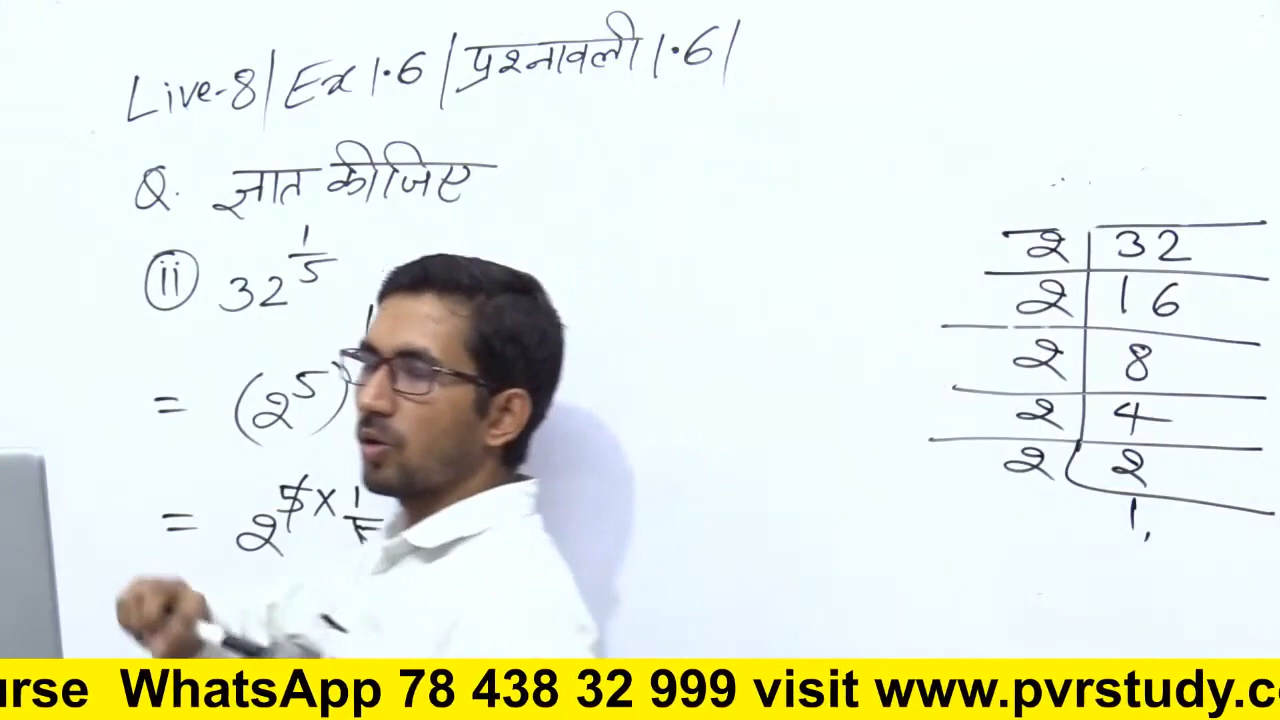 Live-8| Ex 1.6 | प्रश्नावली 1.6 |
Q. ज्ञात कीजिए
(ii) 32^(1/5)
= (2^5)
= 2^(5×1/5)
2 | 32
2 | 16
2 | 8
2 | 4
2 | 2
1,
urse WhatsApp 78 438 32 999 visit www.pvrstudy.c